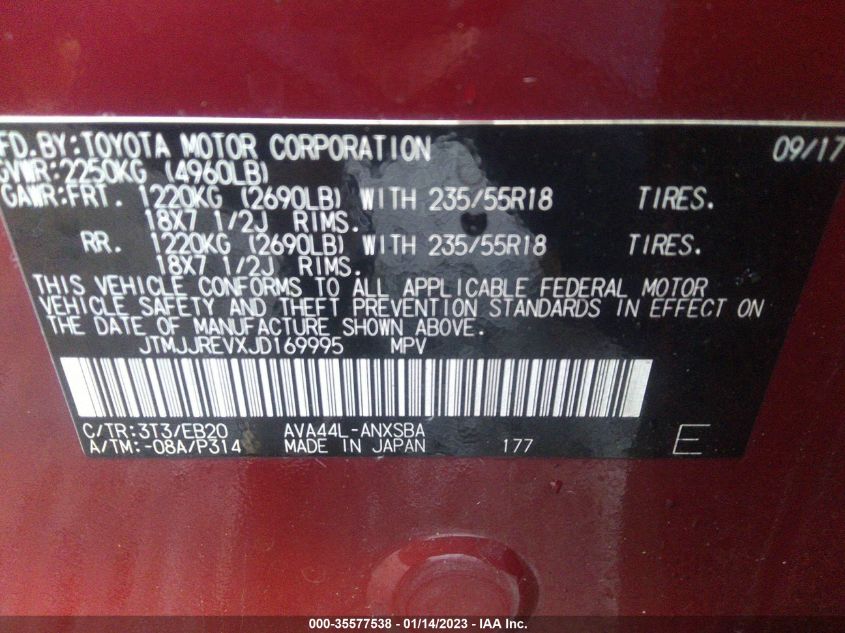 FD.BY:TOYOTA MOTOR CORPORATION 09/17
GVWR:2250KG (4960LB)
GAWR:FRT. 1220KG (2690LB) WITH 235/55R18 TIRES.
18X7 1/2J RIMS.
RR. 1220KG (2690LB) WITH 235/55R18 TIRES.
18X7 1/2J RIMS.
THIS VEHICLE CONFORMS TO ALL APPLICABLE FEDERAL MOTOR
VEHICLE SAFETY AND THEFT PREVENTION STANDARDS IN EFFECT ON
THE DATE OF MANUFACTURE SHOWN ABOVE.
JTMJJREVXJD169995 MPV
C/TR:3T3/EB20 AVA44L-ANXSBA
A/TM:-08A/P314 MADE IN JAPAN 177 E
000-35577538 - 01/14/2023 - IAA Inc.